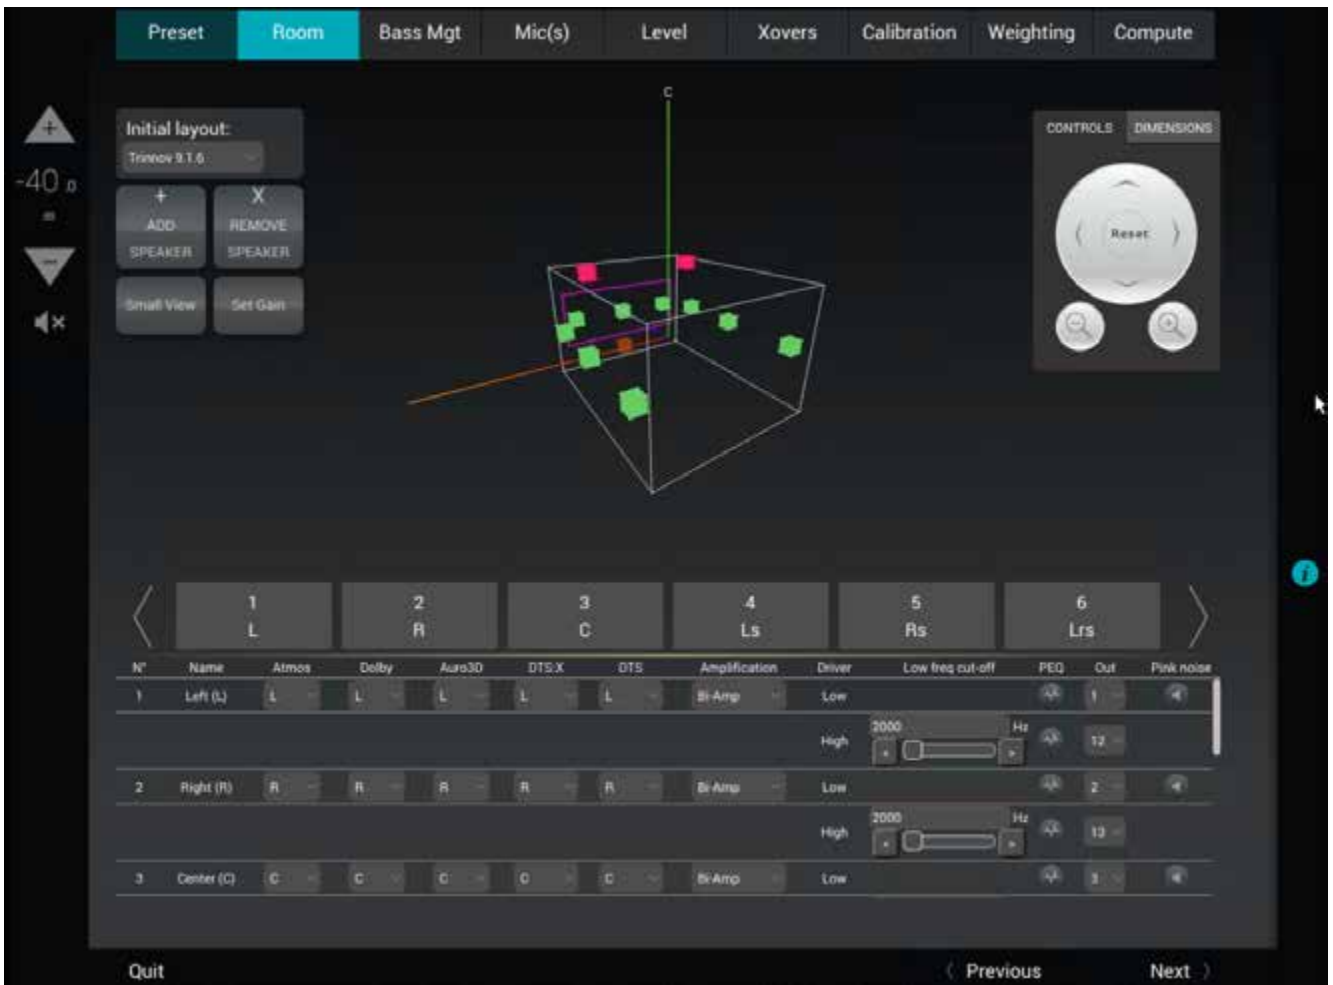 Preset Room Bass Mgt Mic(s) Level Xovers Calibration Weighting Compute
C
Initial layout:
Trinnov 9.1.6
+ X
ADD REMOVE
SPEAKER SPEAKER
Small View Set Gain
CONTROLS DIMENSIONS
Reset
+
-40 .0
-
1 2 3 4 5 6
L R C Ls Rs Lrs
N° Name Atmos Dolby Auro3D DTS:X DTS Amplification Driver Low freq cut-off PEQ Out Pink noise
1 Left (L) L L L L L Bi-Amp Low 1
High 2000 Hz 12
2 Right (R) R R R R R Bi-Amp Low 2
High 2000 Hz 13
3 Center (C) C C C C C Bi-Amp Low 3
i
Quit Previous Next